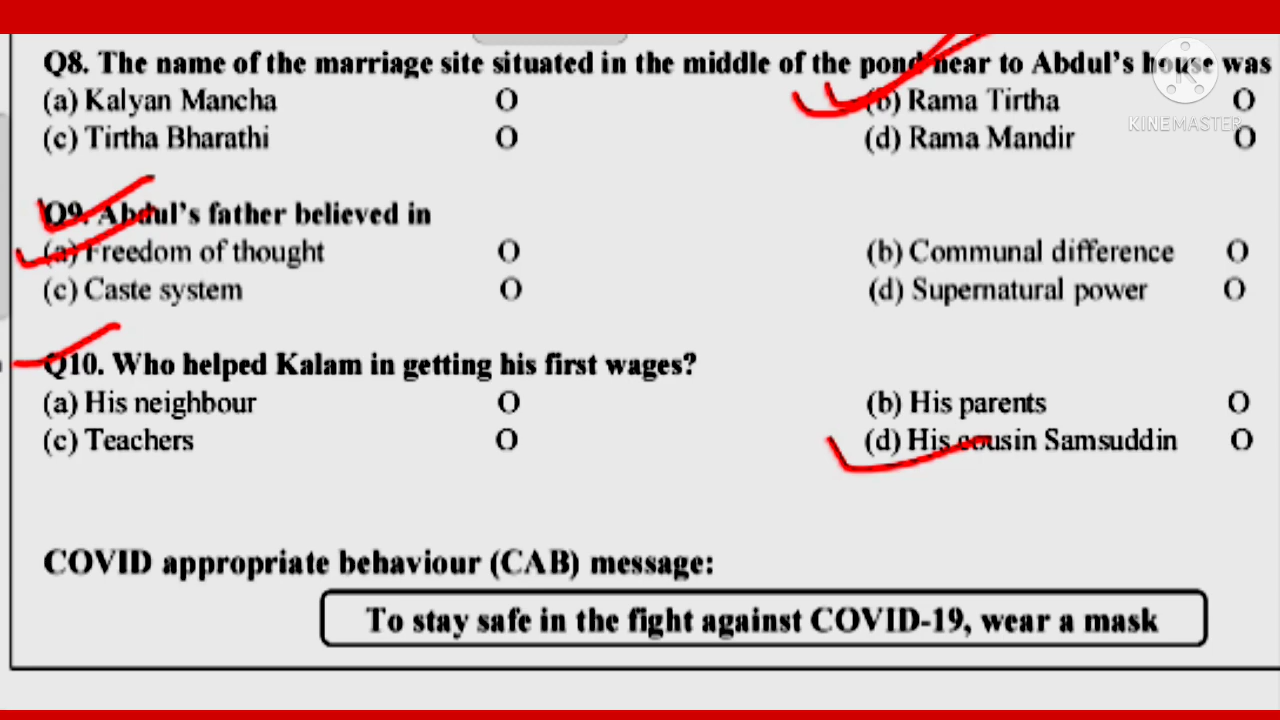 Q8. The name of the marriage site situated in the middle of the pond near to Abdul's house was
(a) Kalyan Mancha O (b) Rama Tirtha O
(c) Tirtha Bharathi O (d) Rama Mandir O
KINEMASTER
Q9. Abdul's father believed in
(a) Freedom of thought O (b) Communal difference O
(c) Caste system O (d) Supernatural power O
Q10. Who helped Kalam in getting his first wages?
(a) His neighbour O (b) His parents O
(c) Teachers O (d) His cousin Samsuddin O
COVID appropriate behaviour (CAB) message:
To stay safe in the fight against COVID-19, wear a mask